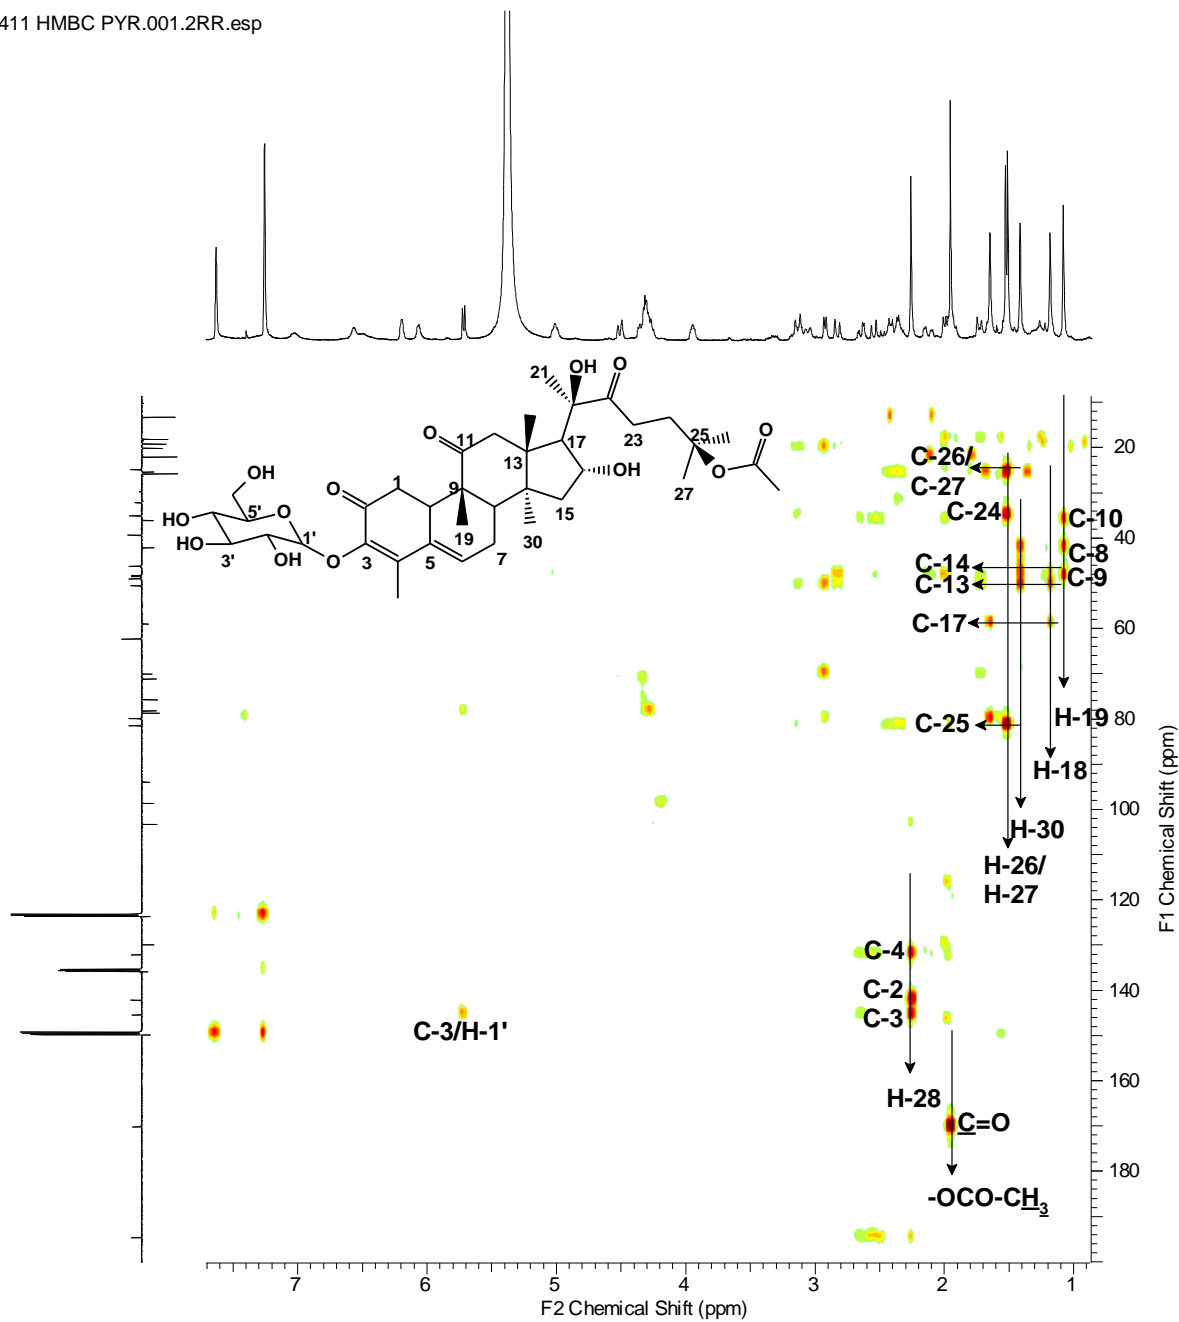 411 HMBC PYR.001.2RR.esp
21
OH
O
O
11
17
23
25
O
13
OH
O
27
OH
1
9
15
O
5'
O
HO
1'
19
30
7
HO
3'
OH
O
3
5
C-26/
C-27
C-24
C-10
C-14
C-8
C-13
C-9
C-17
C-25
H-19
H-18
H-30
H-26/
H-27
C-4
C-2
C-3
C-3/H-1'
H-28
C=O
-OCO-CH3
20
40
60
80
100
120
140
160
180
F1 Chemical Shift (ppm)
7 6 5 4 3 2 1
F2 Chemical Shift (ppm)